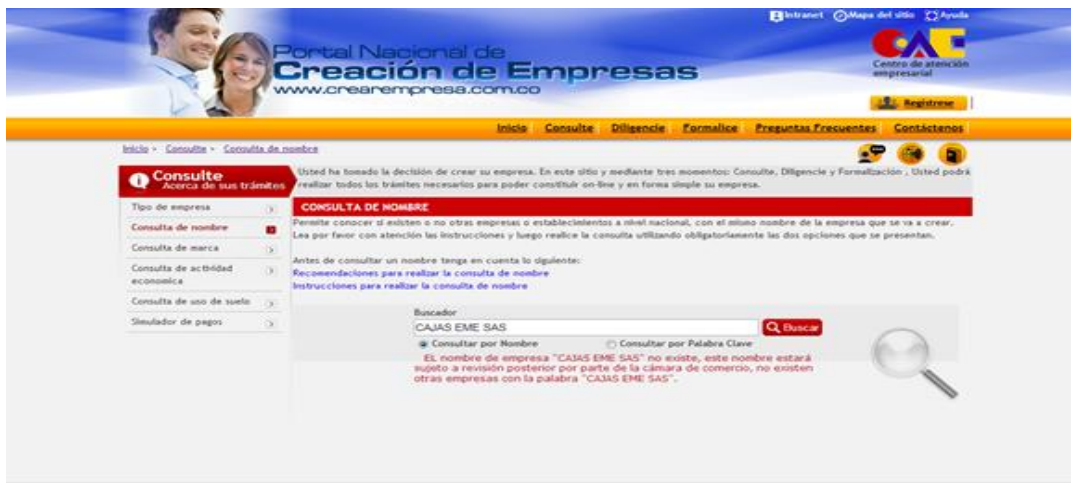 Intranet Mapa del sitio Ayuda
Portal Nacional de
Creación de Empresas
www.crearempresa.com.co
CAE
Centro de atención
empresarial
Regístrese
Inicio Consulte Diligencie Formalice Preguntas Frecuentes Contáctenos
Inicio > Consulte > Consulta de nombre
Consulte
Acerca de sus trámites
Usted ha tomado la decisión de crear su empresa. En este sitio y mediante tres momentos: Consulte, Diligencie y Formalización , Usted podrá
realizar todos los trámites necesarios para poder constituir on-line y en forma simple su empresa.
Tipo de empresa
Consulta de nombre
Consulta de marca
Consulta de actividad
economica
Consulta de uso de suelo
Simulador de pagos
CONSULTA DE NOMBRE
Permite conocer si existen o no otras empresas o establecimientos a nivel nacional, con el mismo nombre de la empresa que se va a crear.
Lea por favor con atención las instrucciones y luego realice la consulta utilizando obligatoriamente las dos opciones que se presentan.
Antes de consultar un nombre tenga en cuenta lo siguiente:
Recomendaciones para realizar la consulta de nombre
Instrucciones para realizar la consulta de nombre
Buscador
CAJAS EME SAS
Buscar
Consultar por Nombre Consultar por Palabra Clave
EL nombre de empresa "CAJAS EME SAS" no existe, este nombre estará
sujeto a revisión posterior por parte de la cámara de comercio, no existen
otras empresas con la palabra "CAJAS EME SAS".